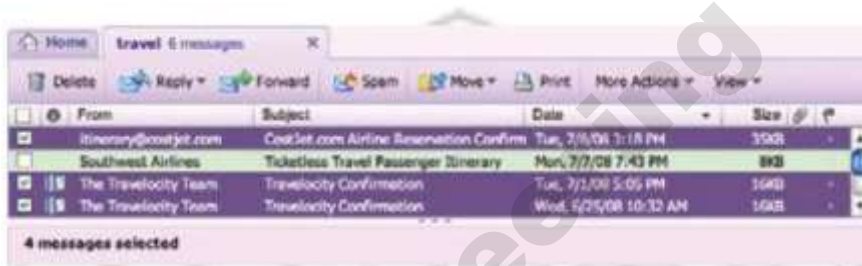 Home travel 6 messages
Delete Reply Forward Spam Move Print More Actions View
From Subject Date Size
itinerary@costjet.com CostJet.com Airline Reservation Confirm Tue, 7/8/08 3:18 PM 35KB
Southwest Airlines Ticketless Travel Passenger Itinerary Mon, 7/7/08 7:43 PM 8KB
The Travelocity Team Travelocity Confirmation Tue, 7/1/08 5:05 PM 16KB
The Travelocity Team Travelocity Confirmation Wed, 6/25/08 10:32 AM 16KB
4 messages selected